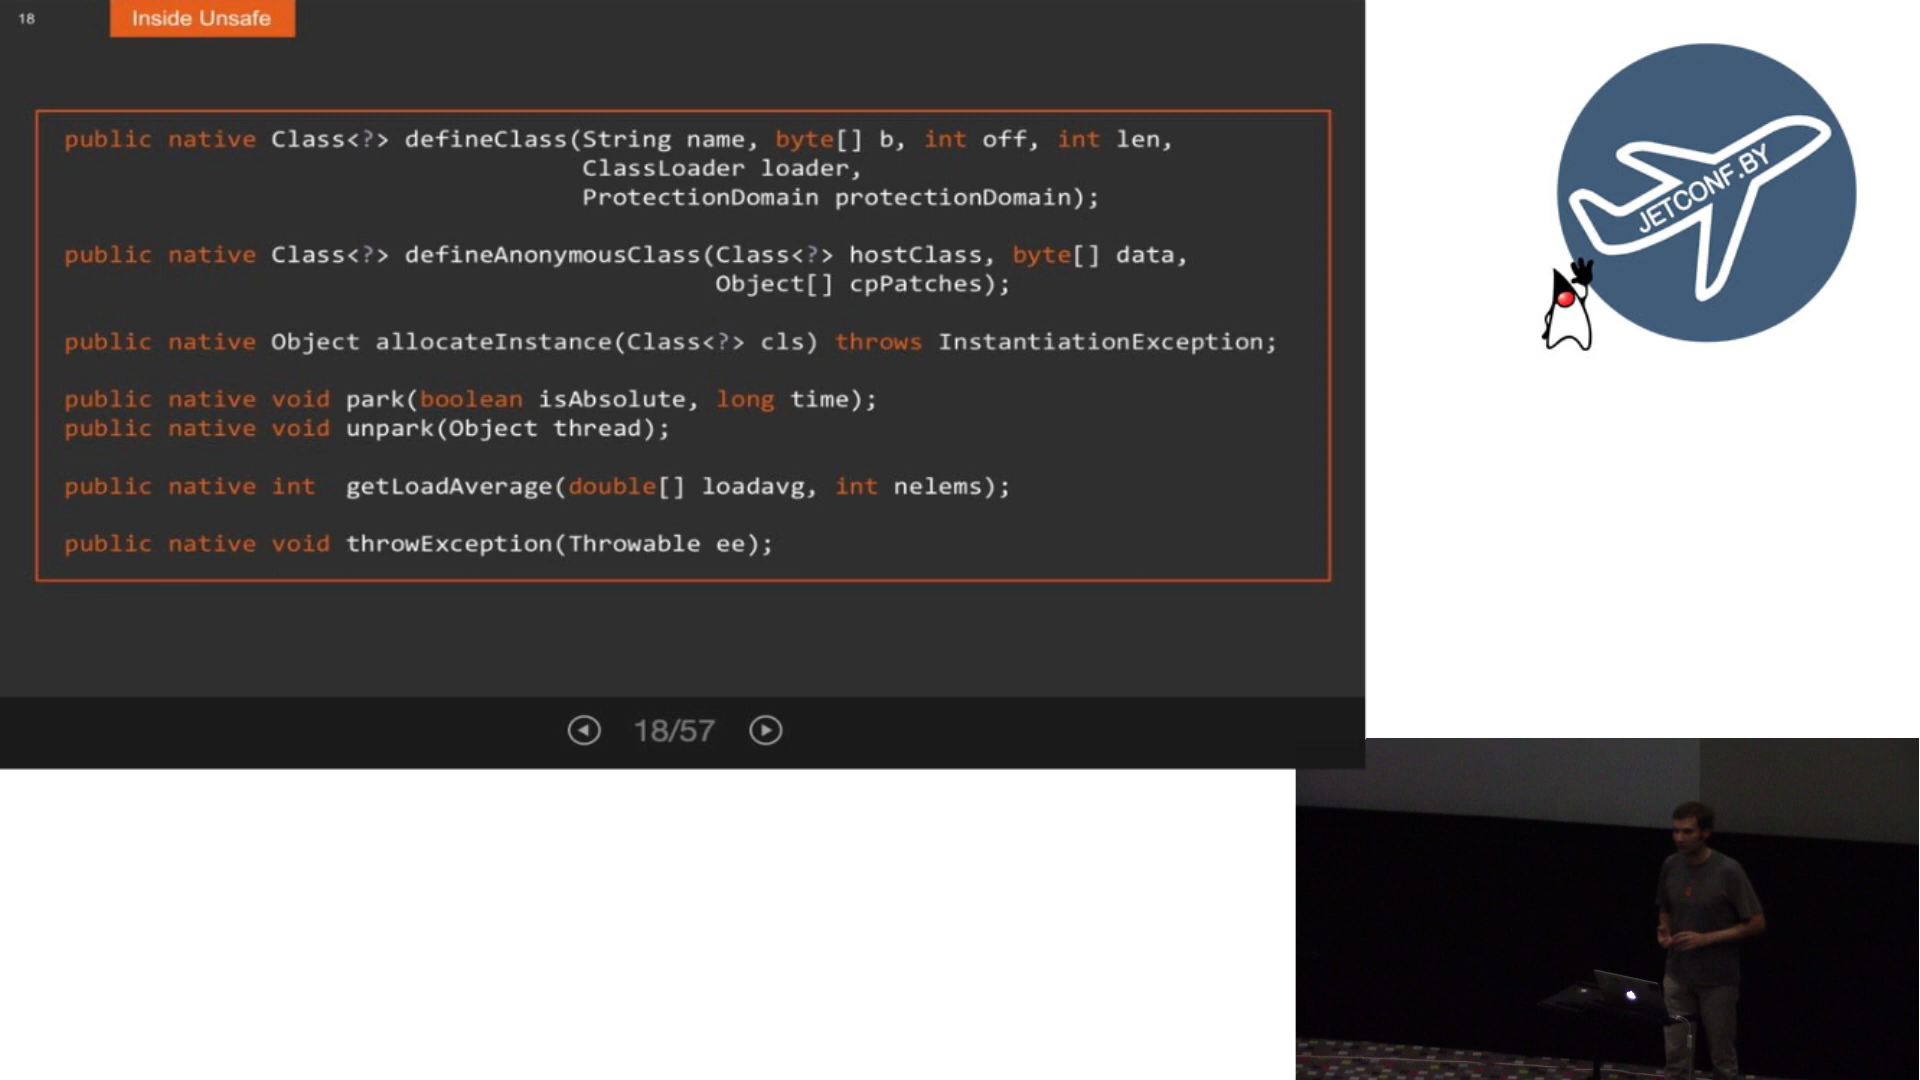 18
Inside Unsafe
public native Class<?> defineClass(String name, byte[] b, int off, int len,
ClassLoader loader,
ProtectionDomain protectionDomain);
public native Class<?> defineAnonymousClass(Class<?> hostClass, byte[] data,
Object[] cpPatches);
public native Object allocateInstance(Class<?> cls) throws InstantiationException;
public native void park(boolean isAbsolute, long time);
public native void unpark(Object thread);
public native int getLoadAverage(double[] loadavg, int nelems);
public native void throwException(Throwable ee);
18/57
JETCONF.BY